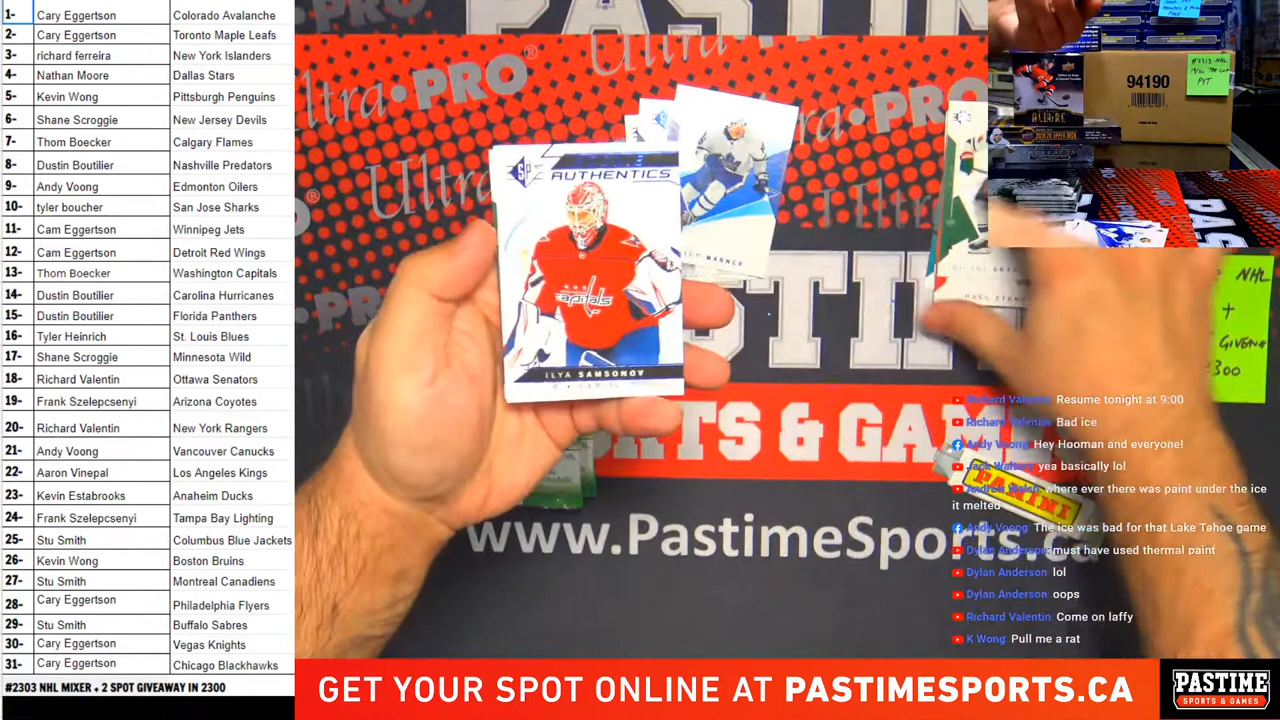 1- Cary Eggertson Colorado Avalanche
2- Cary Eggertson Toronto Maple Leafs
3- richard ferreira New York Islanders
4- Nathan Moore Dallas Stars
5- Kevin Wong Pittsburgh Penguins
6- Shane Scroggie New Jersey Devils
7- Thom Boecker Calgary Flames
8- Dustin Boutilier Nashville Predators
9- Andy Voong Edmonton Oilers
10- tyler boucher San Jose Sharks
11- Cam Eggertson Winnipeg Jets
12- Cam Eggertson Detroit Red Wings
13- Thom Boecker Washington Capitals
14- Dustin Boutilier Carolina Hurricanes
15- Dustin Boutilier Florida Panthers
16- Tyler Heinrich St. Louis Blues
17- Shane Scroggie Minnesota Wild
18- Richard Valentin Ottawa Senators
19- Frank Szelepcsenyi Arizona Coyotes
20- Richard Valentin New York Rangers
21- Andy Voong Vancouver Canucks
22- Aaron Vinepal Los Angeles Kings
23- Kevin Estabrooks Anaheim Ducks
24- Frank Szelepcsenyi Tampa Bay Lighting
25- Stu Smith Columbus Blue Jackets
26- Kevin Wong Boston Bruins
27- Stu Smith Montreal Canadiens
28- Cary Eggertson Philadelphia Flyers
29- Stu Smith Buffalo Sabres
30- Cary Eggertson Vegas Knights
31- Cary Eggertson Chicago Blackhawks
#2303 NHL MIXER + 2 SPOT GIVEAWAY IN 2300
Ultra PRO
SP AUTHENTICS
capitals
ILYA SAMSONOV
MARNER
ALLURE
94190
NHL
+
GIVEAW
2300
PANINI
SPORTS & GAM
www.PastimeSports.ca
Richard Valentin Resume tonight at 9:00
Richard Valentin Bad ice
Andy Voong: Hey Hooman and everyone!
yea basically lol
where ever there was paint under the ice
it melted
Andy Voong: The ice was bad for that Lake Tahoe game
Dylan Anderson must have used thermal paint
Dylan Anderson lol
Dylan Anderson oops
Richard Valentin Come on laffy
K Wong: Pull me a rat
GET YOUR SPOT ONLINE AT PASTIMESPORTS.CA
PASTIME
SPORTS & GAMES